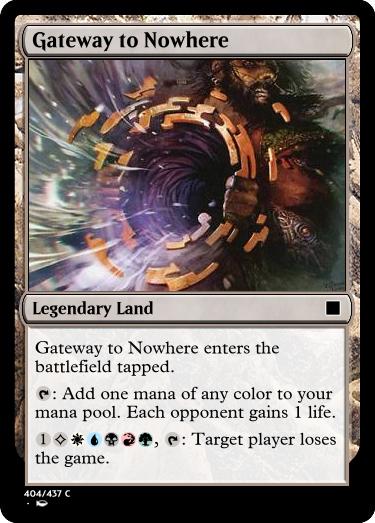 Gateway to Nowhere
Legendary Land
Gateway to Nowhere enters the
battlefield tapped.
: Add one mana of any color to your
mana pool. Each opponent gains 1 life.
1 , : Target player loses
the game.
404/437 C